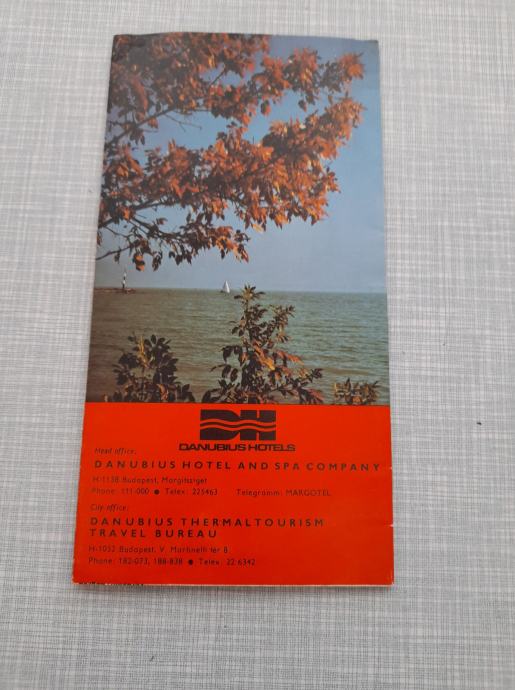 DH
DANUBIUS HOTELS
Head office:
DANUBIUS HOTEL AND SPA COMPANY
H-1138 Budapest, Margitsziget
Phone: 111-000 ● Telex: 225463 Telegramm: MARGOTEL
City office:
DANUBIUS THERMALTOURISM
TRAVEL BUREAU
H-1052 Budapest, V. Martinelli tér 8.
Phone: 182-073, 188-838 ● Telex: 22 6342